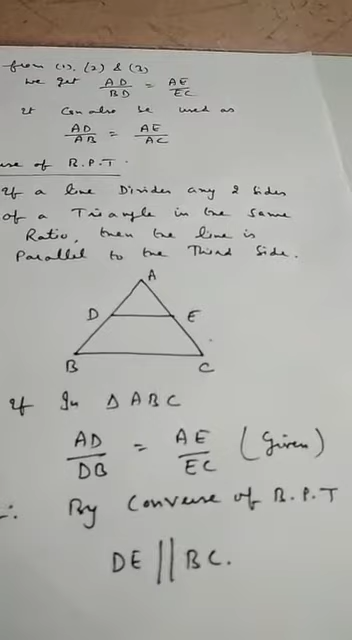 from (1), (2) & (3)
we get AD/BD = AE/EC
it can also be used as
AD/AB = AE/AC
use of B.P.T.
If a line Divides any 2 sides
of a Triangle in the same
Ratio, then the line is
Parallel to the Third Side.
A
D E
B C
If In Δ ABC
AD/DB = AE/EC (Given)
∴ By Converse of B.P.T
DE || BC.